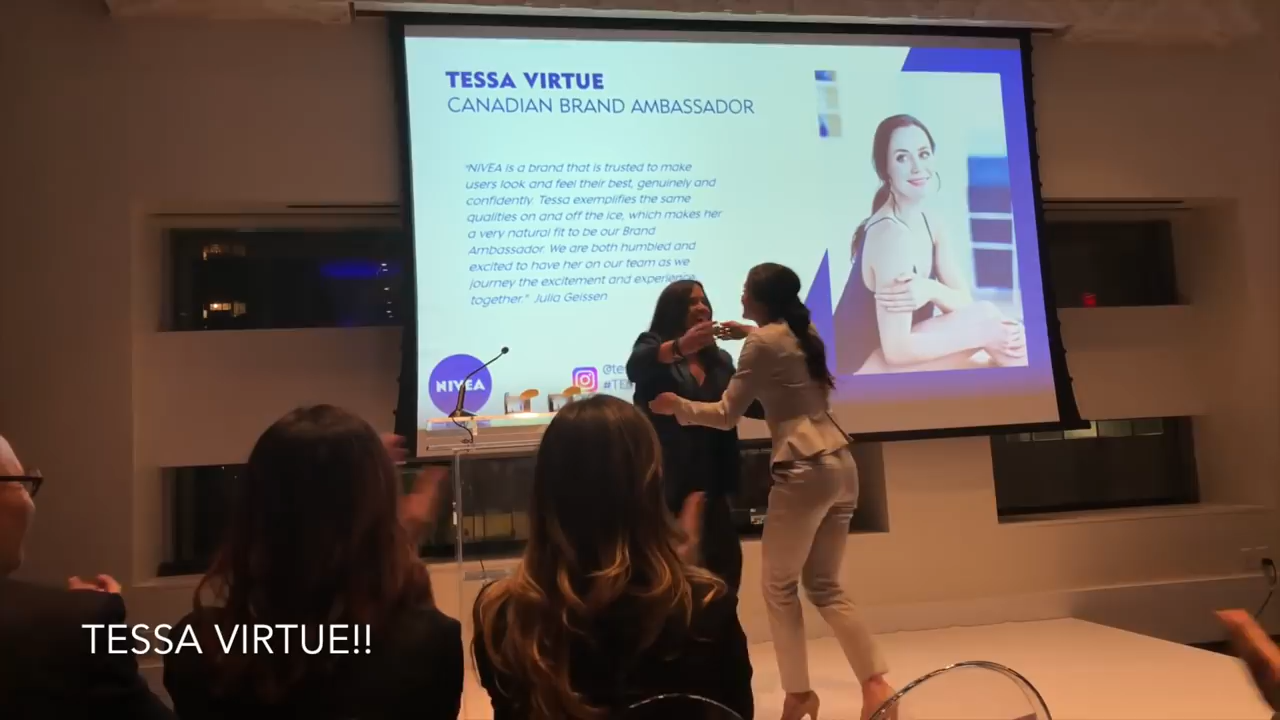 TESSA VIRTUE
CANADIAN BRAND AMBASSADOR
"NIVEA is a brand that is trusted to make
users look and feel their best, genuinely and
confidently. Tessa exemplifies the same
qualities on and off the ice, which makes her
a very natural fit to be our Brand
Ambassador. We are both humbled and
excited to have her on our team as we
journey the excitement and experience
together." Julia Geissen
NIVEA
TESSA VIRTUE!!